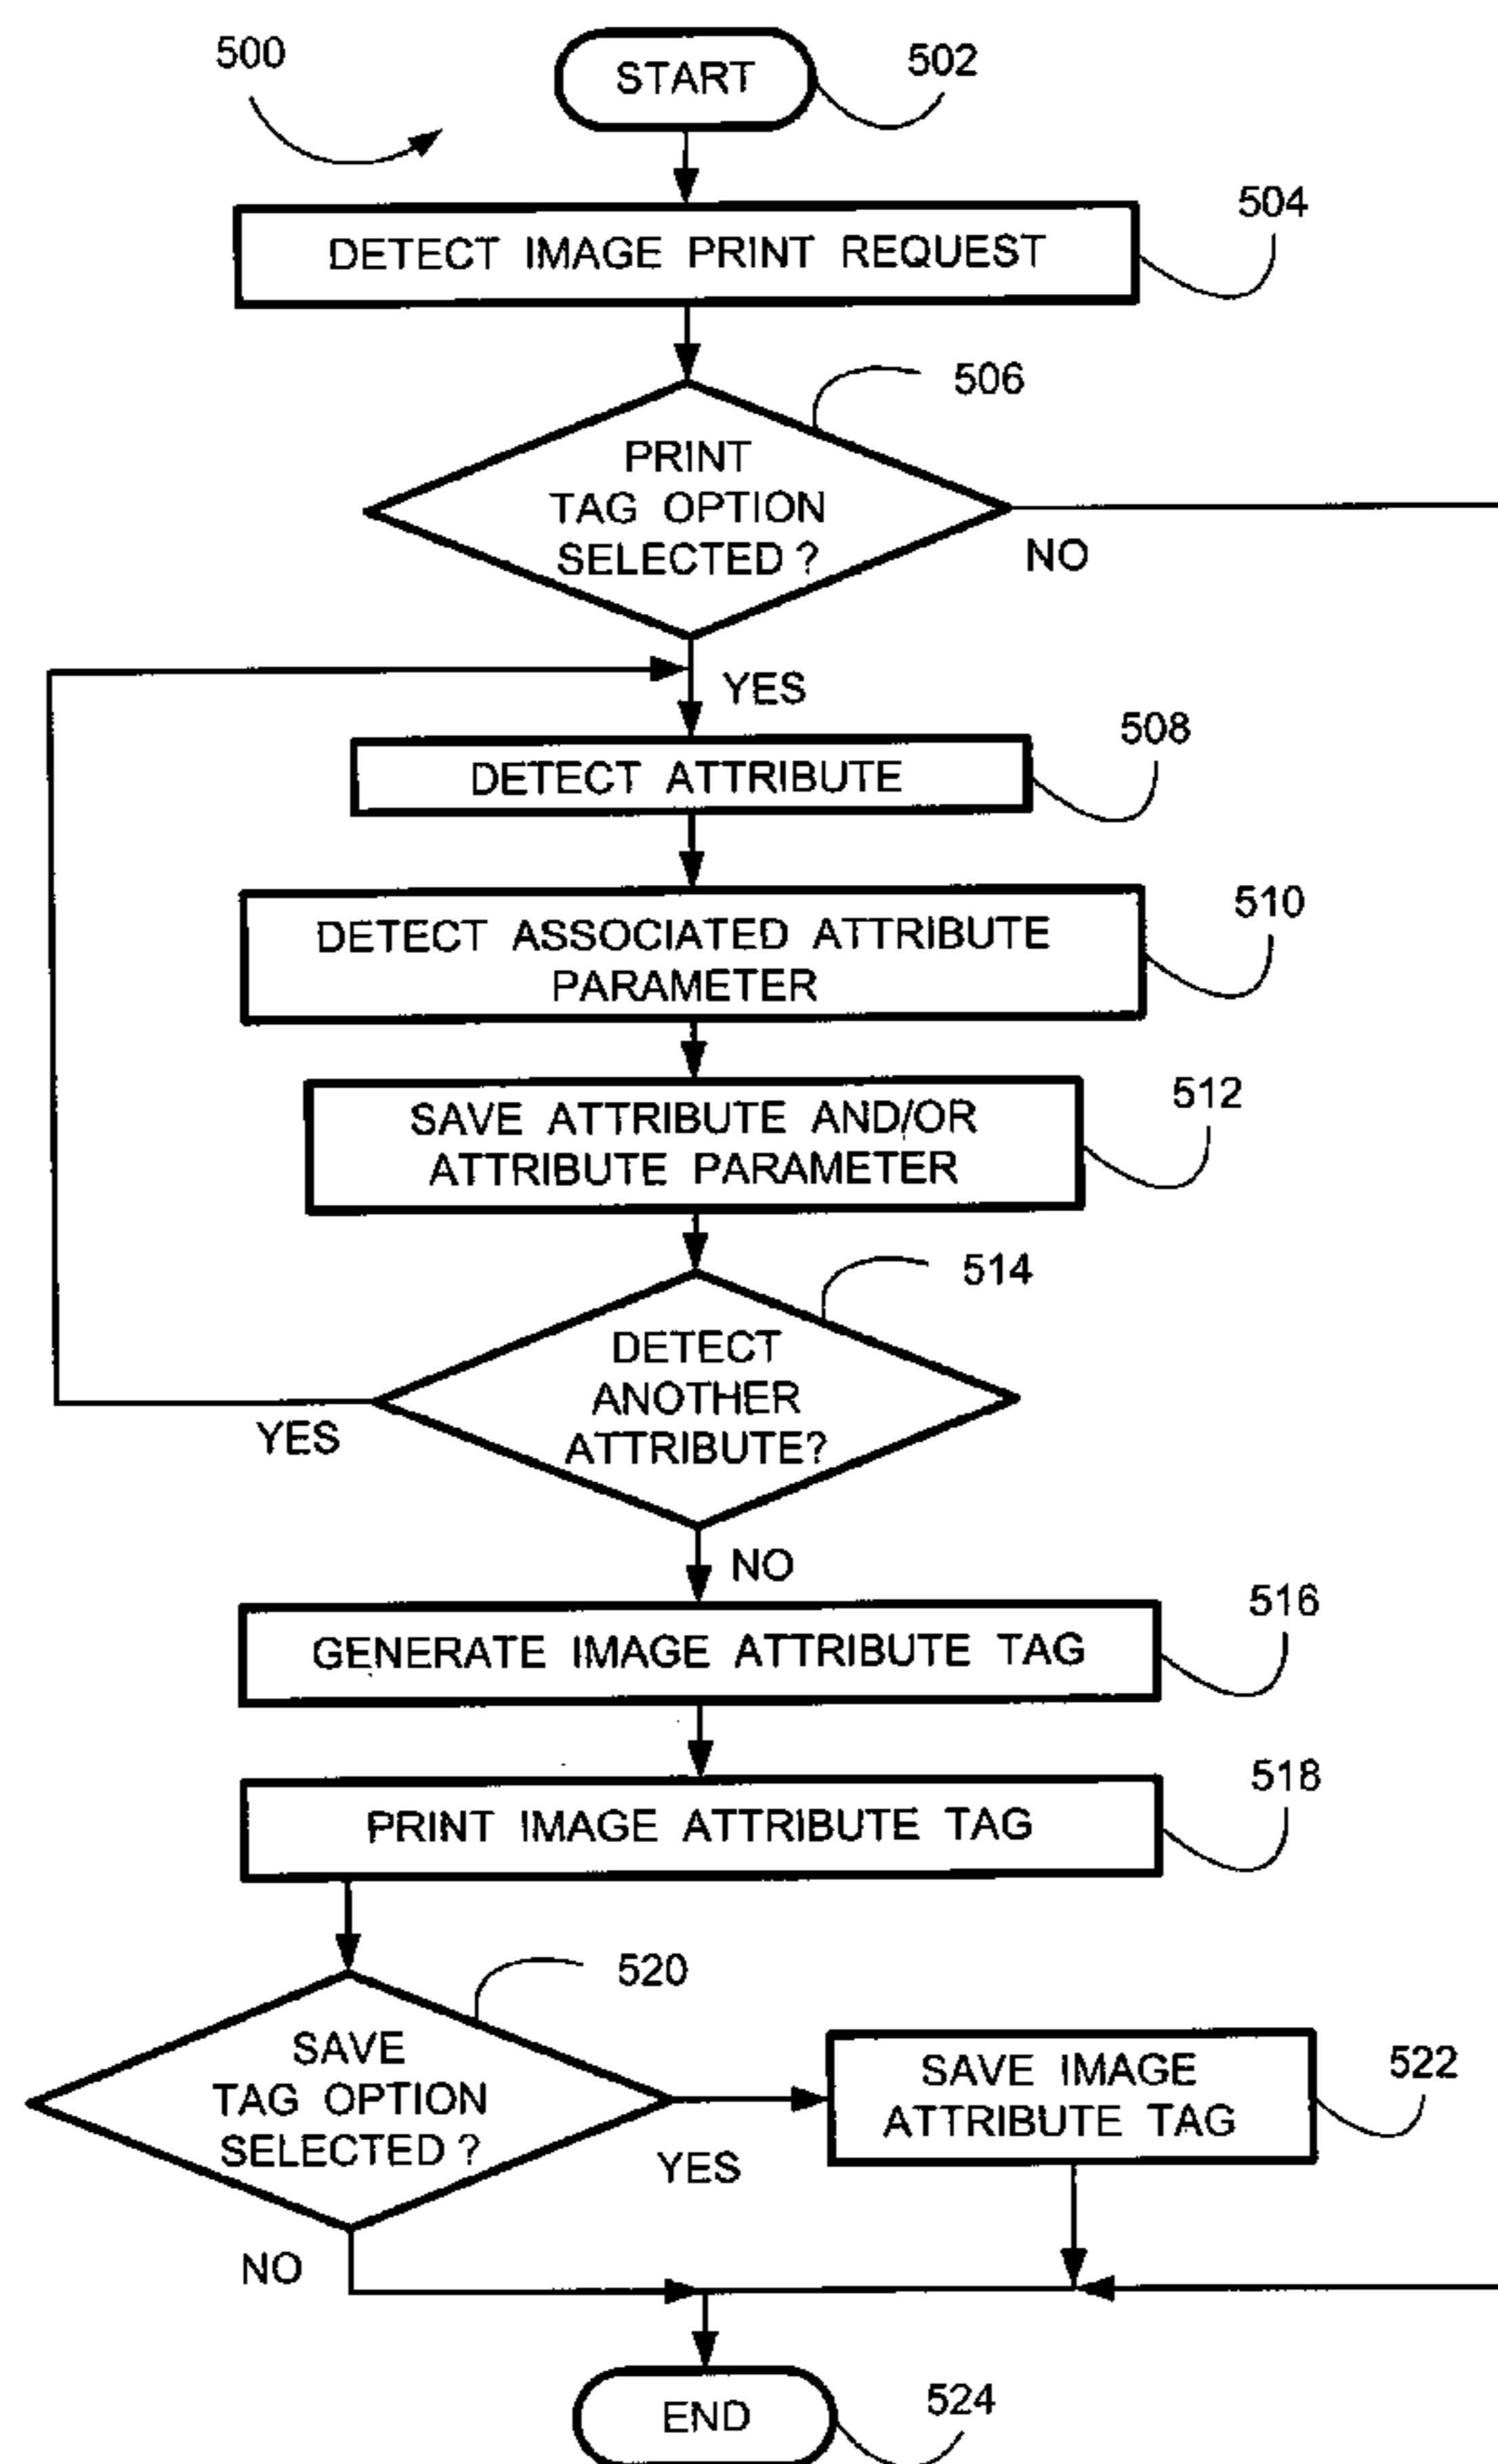 500
START
502
DETECT IMAGE PRINT REQUEST
504
506
PRINT
TAG OPTION
SELECTED ?
NO
YES
DETECT ATTRIBUTE
508
DETECT ASSOCIATED ATTRIBUTE
PARAMETER
510
SAVE ATTRIBUTE AND/OR
ATTRIBUTE PARAMETER
512
514
DETECT
ANOTHER
ATTRIBUTE?
YES
NO
GENERATE IMAGE ATTRIBUTE TAG
516
PRINT IMAGE ATTRIBUTE TAG
518
520
SAVE
TAG OPTION
SELECTED ?
YES
NO
SAVE IMAGE
ATTRIBUTE TAG
522
END
524